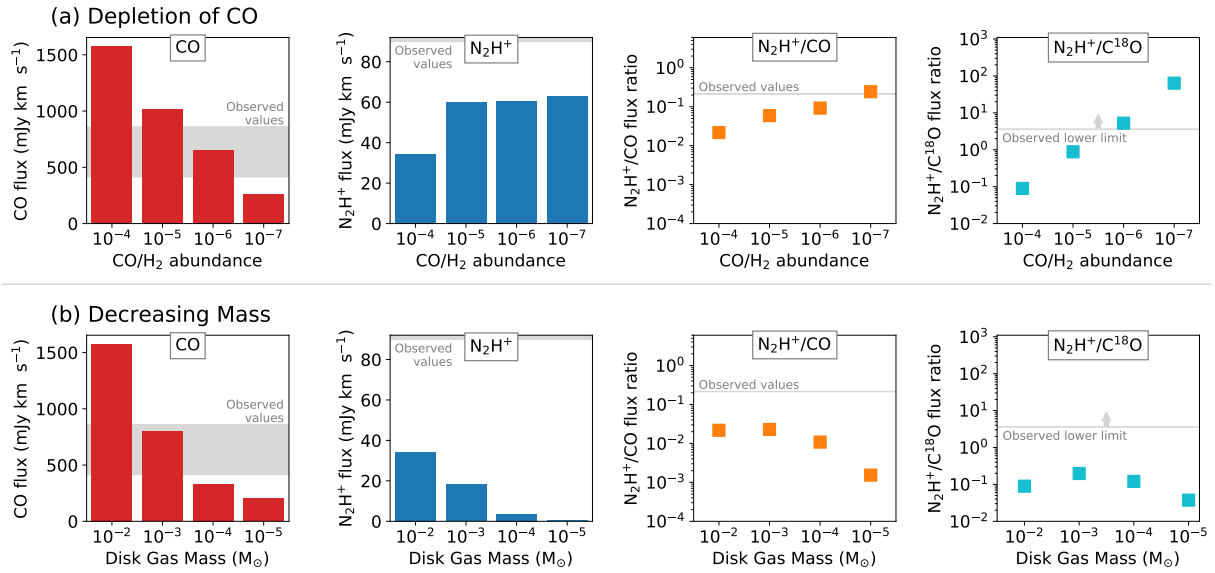 (a) Depletion of CO
CO
CO flux (mJy km s⁻¹)
1500
1000
500
0
Observed
values
10⁻⁴ 10⁻⁵ 10⁻⁶ 10⁻⁷
CO/H₂ abundance
N₂H⁺
N₂H⁺ flux (mJy km s⁻¹)
80
60
40
20
0
Observed
values
10⁻⁴ 10⁻⁵ 10⁻⁶ 10⁻⁷
CO/H₂ abundance
N₂H⁺/CO
N₂H⁺/CO flux ratio
10⁰
10⁻¹
10⁻²
10⁻³
10⁻⁴
Observed values
10⁻⁴ 10⁻⁵ 10⁻⁶ 10⁻⁷
CO/H₂ abundance
N₂H⁺/C¹⁸O
N₂H⁺/C¹⁸O flux ratio
10³
10²
10¹
10⁰
10⁻¹
10⁻²
Observed lower limit
10⁻⁴ 10⁻⁵ 10⁻⁶ 10⁻⁷
CO/H₂ abundance
(b) Decreasing Mass
CO
CO flux (mJy km s⁻¹)
1500
1000
500
0
Observed
values
10⁻² 10⁻³ 10⁻⁴ 10⁻⁵
Disk Gas Mass (M☉)
N₂H⁺
N₂H⁺ flux (mJy km s⁻¹)
80
60
40
20
0
Observed
values
10⁻² 10⁻³ 10⁻⁴ 10⁻⁵
Disk Gas Mass (M☉)
N₂H⁺/CO
N₂H⁺/CO flux ratio
10⁰
10⁻¹
10⁻²
10⁻³
10⁻⁴
Observed values
10⁻² 10⁻³ 10⁻⁴ 10⁻⁵
Disk Gas Mass (M☉)
N₂H⁺/C¹⁸O
N₂H⁺/C¹⁸O flux ratio
10³
10²
10¹
10⁰
10⁻¹
10⁻²
Observed lower limit
10⁻² 10⁻³ 10⁻⁴ 10⁻⁵
Disk Gas Mass (M☉)